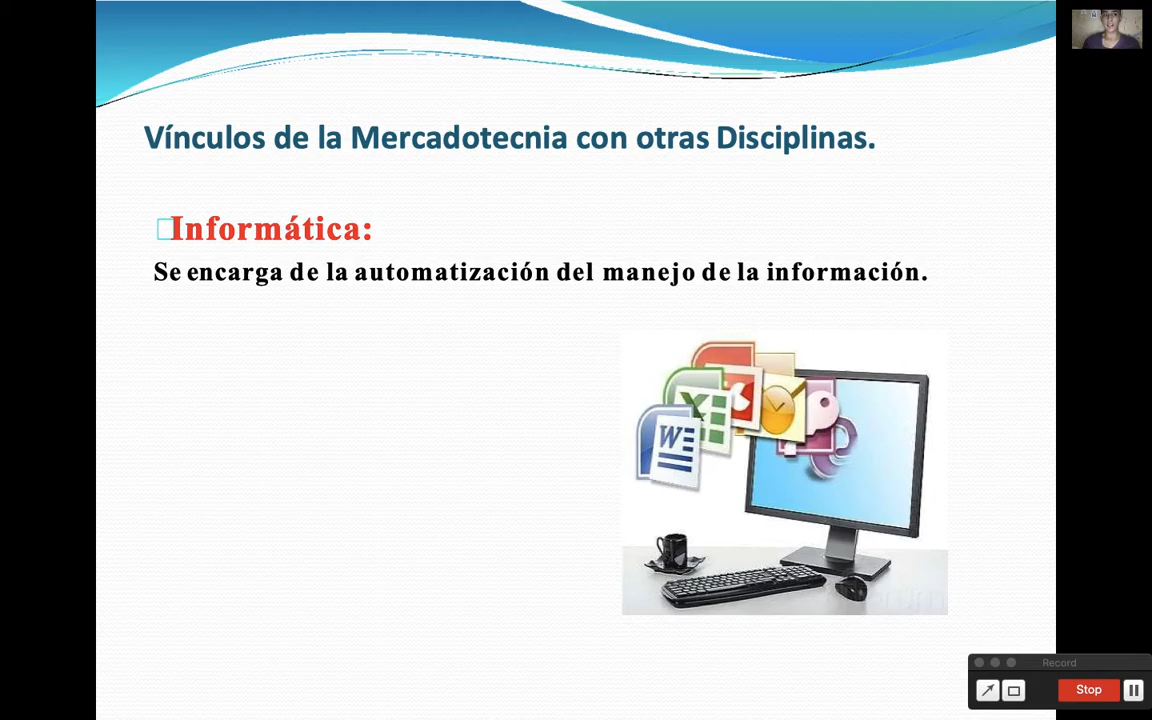 Vínculos de la Mercadotecnia con otras Disciplinas.
Informática:
Se encarga de la automatización del manejo de la información.
W
Record
Stop